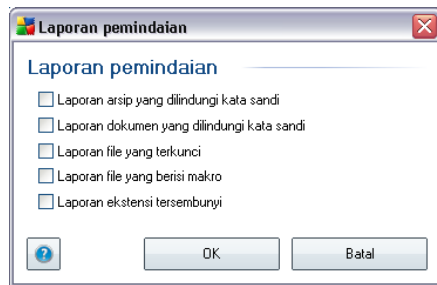 Laporan pemindaian
Laporan pemindaian
Laporan arsip yang dilindungi kata sandi
Laporan dokumen yang dilindungi kata sandi
Laporan file yang terkunci
Laporan file yang berisi makro
Laporan ekstensi tersembunyi
? OK Batal